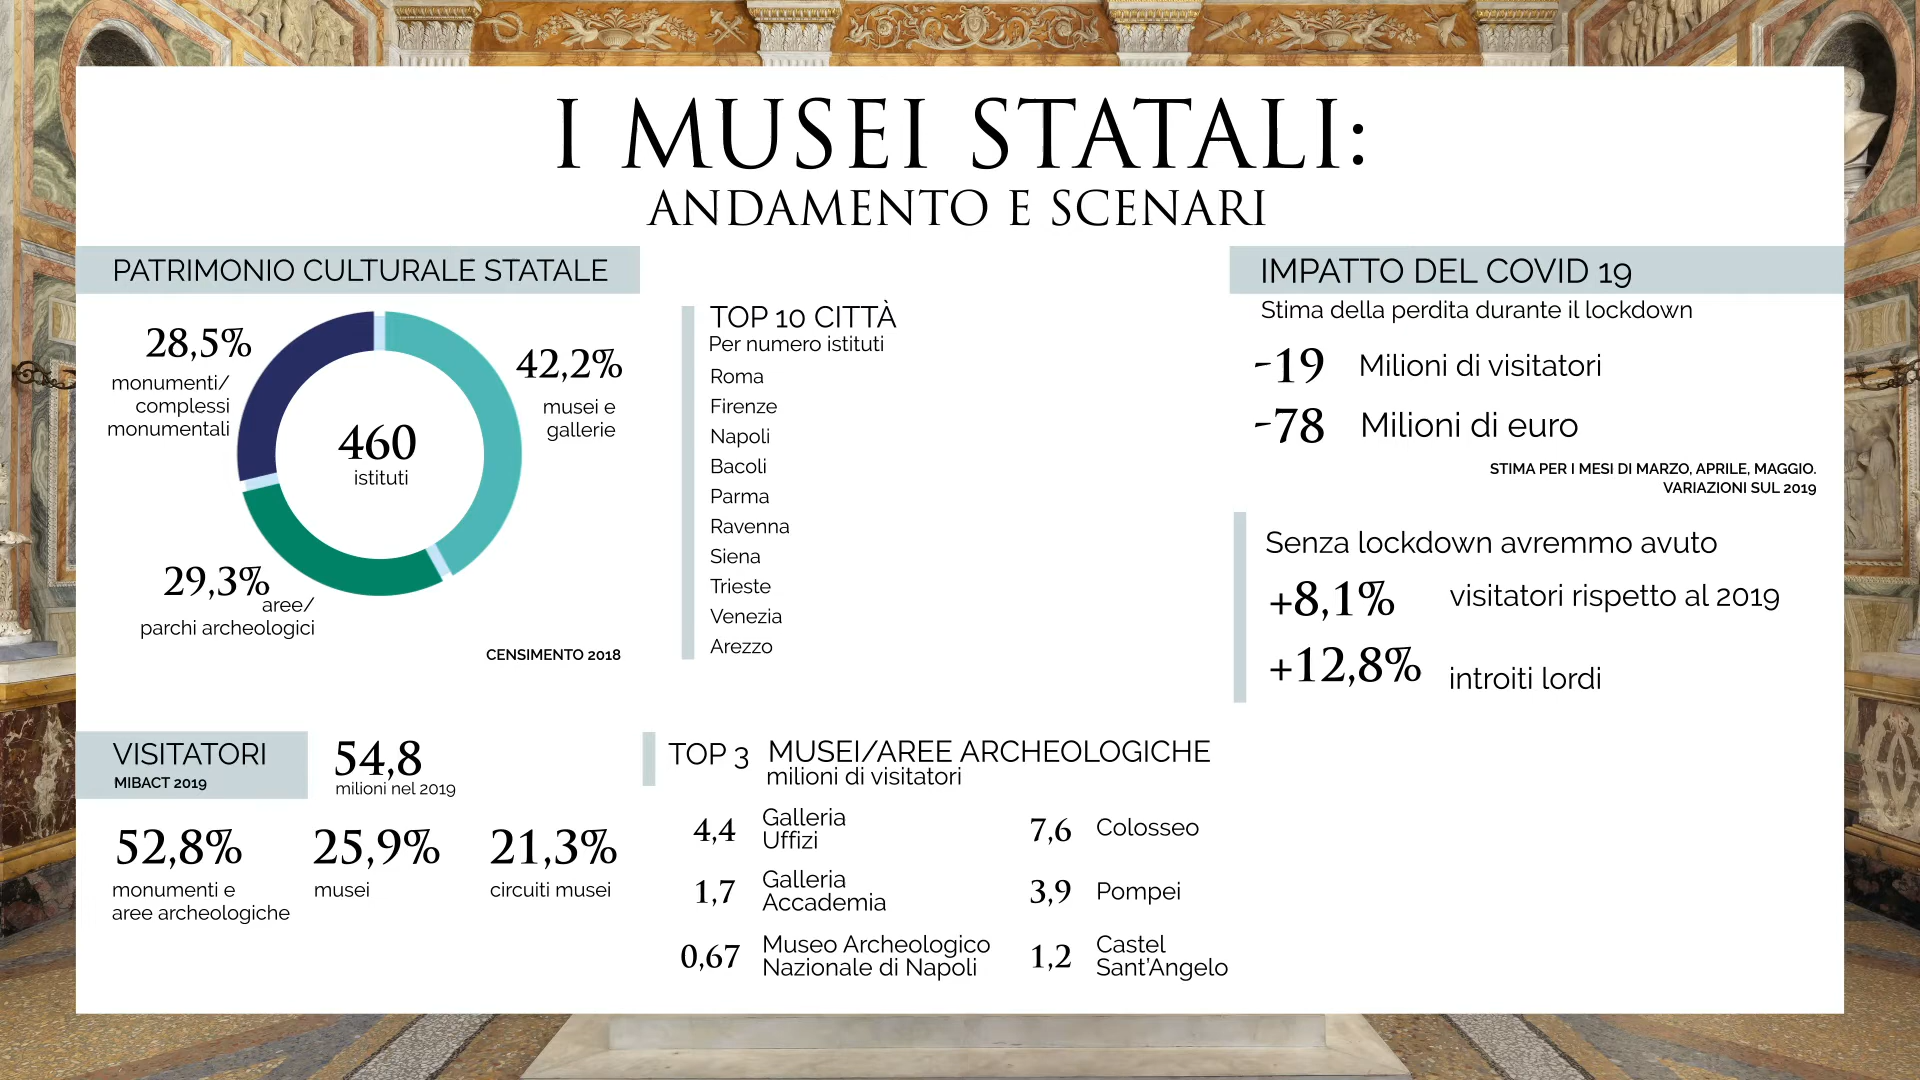 I MUSEI STATALI:
ANDAMENTO E SCENARI
PATRIMONIO CULTURALE STATALE
28,5%
monumenti/
complessi
monumentali
42,2%
musei e
gallerie
460
istituti
29,3%
aree/
parchi archeologici
CENSIMENTO 2018
TOP 10 CITTÀ
Per numero istituti
Roma
Firenze
Napoli
Bacoli
Parma
Ravenna
Siena
Trieste
Venezia
Arezzo
IMPATTO DEL COVID 19
Stima della perdita durante il lockdown
-19 Milioni di visitatori
-78 Milioni di euro
STIMA PER I MESI DI MARZO, APRILE, MAGGIO.
VARIAZIONI SUL 2019
Senza lockdown avremmo avuto
+8,1% visitatori rispetto al 2019
+12,8% introiti lordi
VISITATORI
MIBACT 2019
54,8
milioni nel 2019
52,8%
monumenti e
aree archeologiche
25,9%
musei
21,3%
circuiti musei
TOP 3 MUSEI/AREE ARCHEOLOGICHE
milioni di visitatori
4,4 Galleria
Uffizi
1,7 Galleria
Accademia
0,67 Museo Archeologico
Nazionale di Napoli
7,6 Colosseo
3,9 Pompei
1,2 Castel
Sant'Angelo